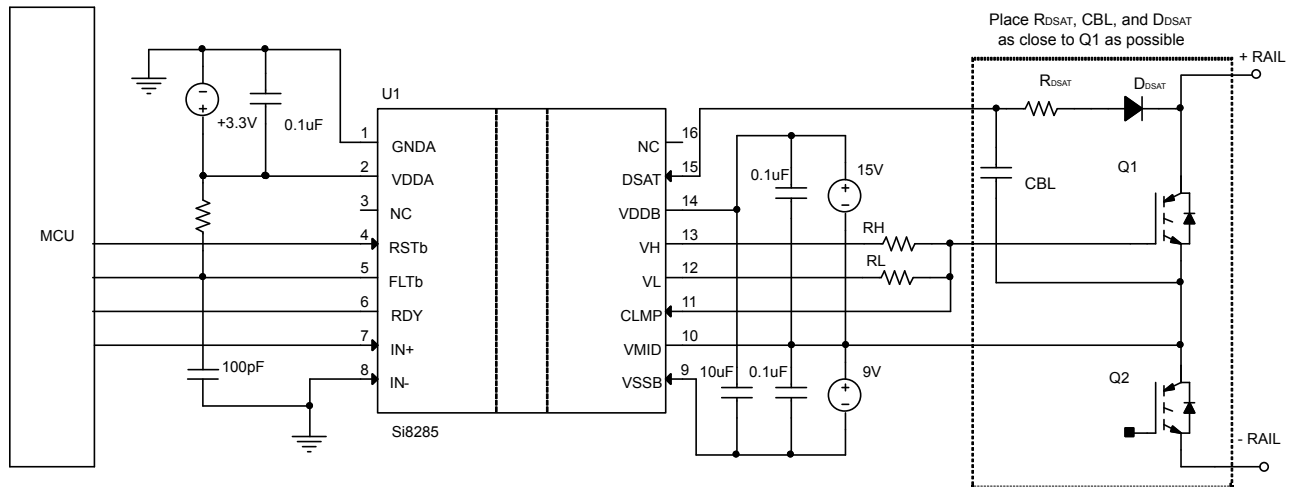 Place RDSAT, CBL, and DDSAT
as close to Q1 as possible
+ RAIL
RDSAT
DDSAT
U1
+3.3V
0.1uF
1
GNDA
2
VDDA
3
NC
4
RSTb
5
FLTb
6
RDY
7
IN+
8
IN-
MCU
100pF
Si8285
16
NC
15
DSAT
14
VDDB
13
VH
12
VL
11
CLMP
10
VMID
9
VSSB
0.1uF
15V
RH
RL
10uF
0.1uF
9V
CBL
Q1
Q2
- RAIL